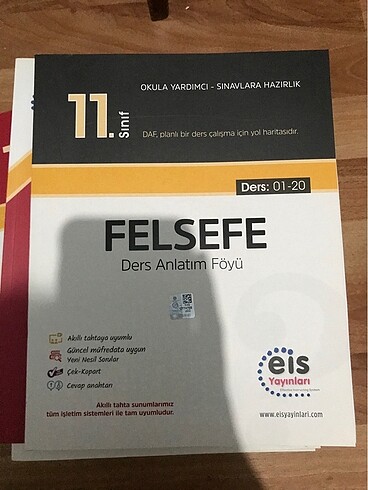 OKULA YARDIMCI - SINAVLARA HAZIRLIK
11.
Sınıf
DAF, planlı bir ders çalışma için yol haritasıdır.
Ders: 01-20
FELSEFE
Ders Anlatım Föyü
Akıllı tahtaya uyumlu
Güncel müfredata uygun
Yeni Nesil Sorular
Çek-Kopart
Cevap anahtarı
Akıllı tahta sunumlarımız
tüm işletim sistemleri ile tam uyumludur.
eis
Yayınları
www.eisyayinlari.com